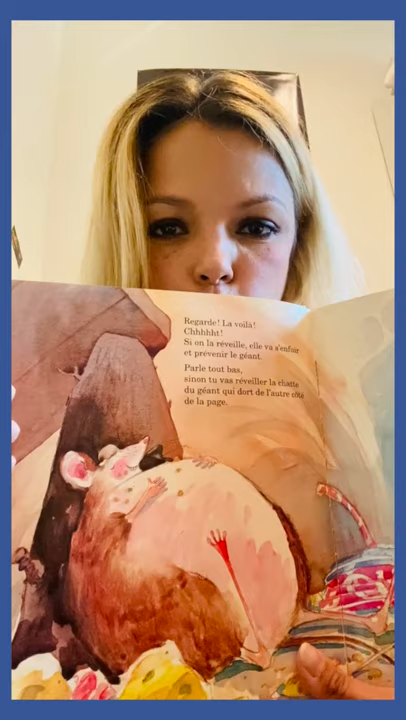 Regarde! La voilà!
Chhhhht!
Si on la réveille, elle va s'enfuir
et prévenir le géant.
Parle tout bas,
sinon tu vas réveiller la chatte
du géant qui dort de l'autre côté
de la page.